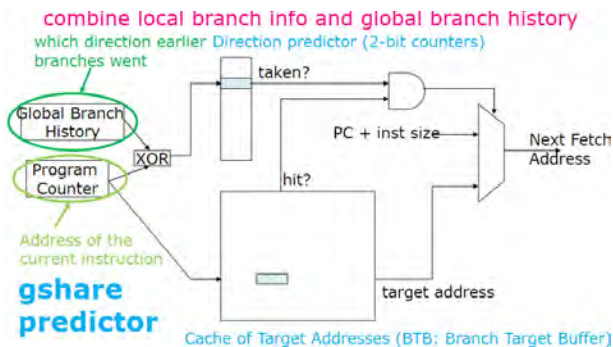 combine local branch info and global branch history
which direction earlier Direction predictor (2-bit counters)
branches went
taken?
Global Branch
History
XOR
PC + inst size
Next Fetch
Address
Program
Counter
hit?
Address of the
current instruction
gshare
predictor
target address
Cache of Target Addresses (BTB: Branch Target Buffer)